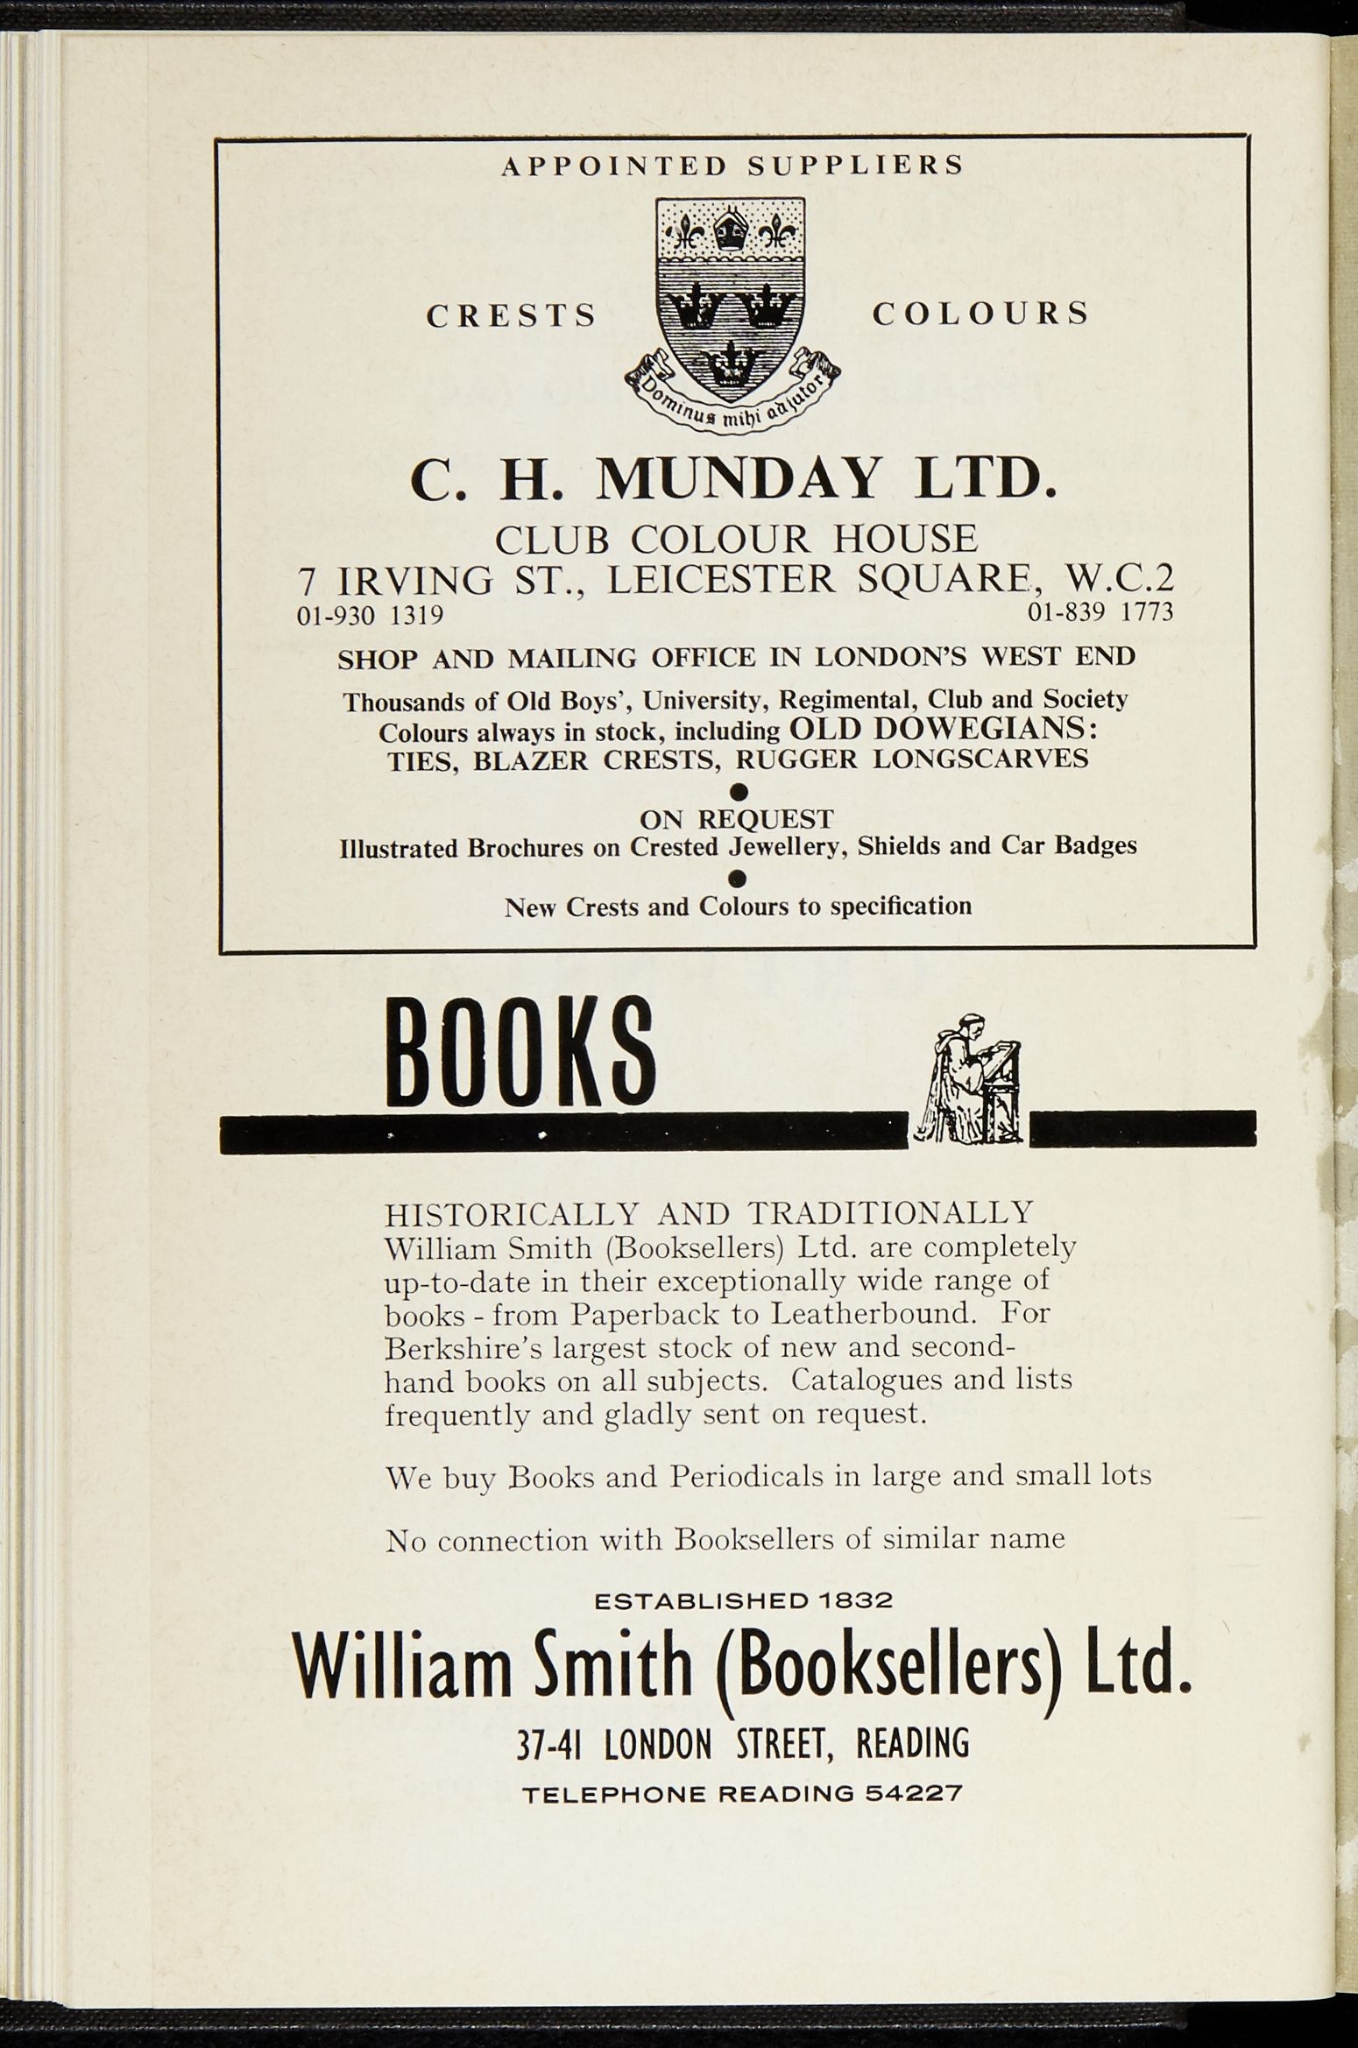 APPOINTED SUPPLIERS
CRESTS COLOURS
Dominus mihi adjutor
C. H. MUNDAY LTD.
CLUB COLOUR HOUSE
7 IRVING ST., LEICESTER SQUARE, W.C.2
01-930 1319 01-839 1773
SHOP AND MAILING OFFICE IN LONDON'S WEST END
Thousands of Old Boys', University, Regimental, Club and Society
Colours always in stock, including OLD DOWEGIANS:
TIES, BLAZER CRESTS, RUGGER LONGSCARVES
●
ON REQUEST
Illustrated Brochures on Crested Jewellery, Shields and Car Badges
●
New Crests and Colours to specification
BOOKS
HISTORICALLY AND TRADITIONALLY
William Smith (Booksellers) Ltd. are completely
up-to-date in their exceptionally wide range of
books - from Paperback to Leatherbound. For
Berkshire's largest stock of new and second-
hand books on all subjects. Catalogues and lists
frequently and gladly sent on request.
We buy Books and Periodicals in large and small lots
No connection with Booksellers of similar name
ESTABLISHED 1832
William Smith (Booksellers) Ltd.
37-41 LONDON STREET, READING
TELEPHONE READING 54227